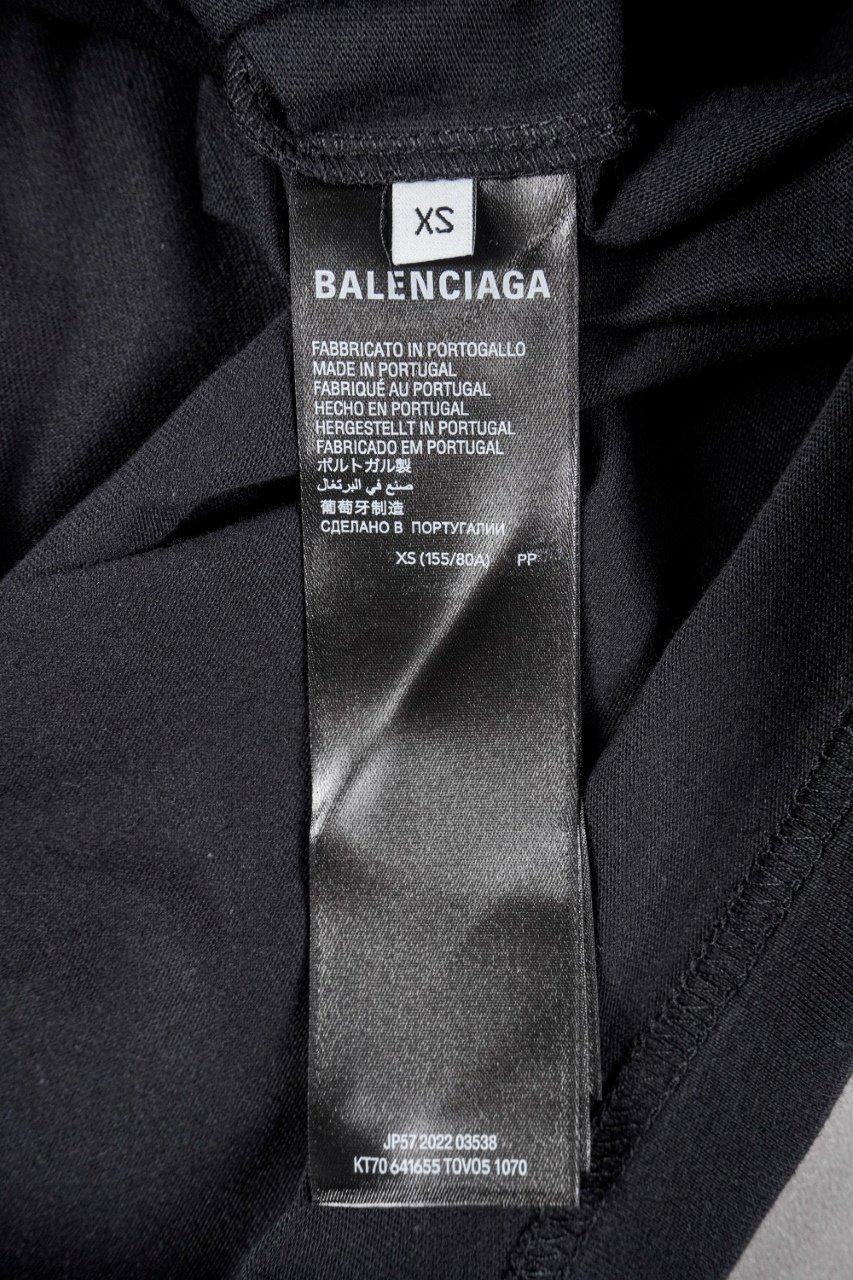 XS
BALENCIAGA
FABBRICATO IN PORTOGALLO
MADE IN PORTUGAL
FABRIQUÉ AU PORTUGAL
HECHO EN PORTUGAL
HERGESTELLT IN PORTUGAL
FABRICADO EM PORTUGAL
ポルトガル製
صنع في البرتغال
葡萄牙制造
СДЕЛАНО В ПОРТУГАЛИИ
XS (155/80A) PP
JP57 2022 03538
KT70 641655 TOVO5 1070